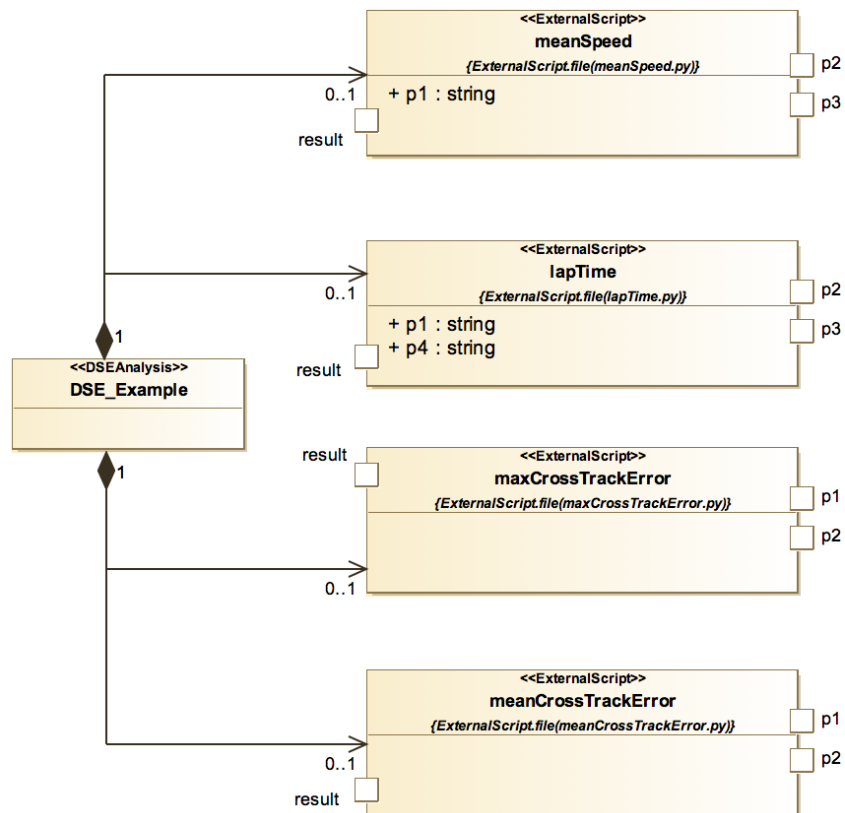 <<ExternalScript>>
meanSpeed
{ExternalScript.file(meanSpeed.py)}
p2
0..1
+ p1 : string
p3
result
<<ExternalScript>>
lapTime
{ExternalScript.file(lapTime.py)}
0..1
p2
+ p1 : string
p3
+ p4 : string
result
1
<<DSEAnalysis>>
DSE_Example
1
result
<<ExternalScript>>
maxCrossTrackError
{ExternalScript.file(maxCrossTrackError.py)}
p1
p2
0..1
<<ExternalScript>>
meanCrossTrackError
{ExternalScript.file(meanCrossTrackError.py)}
p1
p2
0..1
result